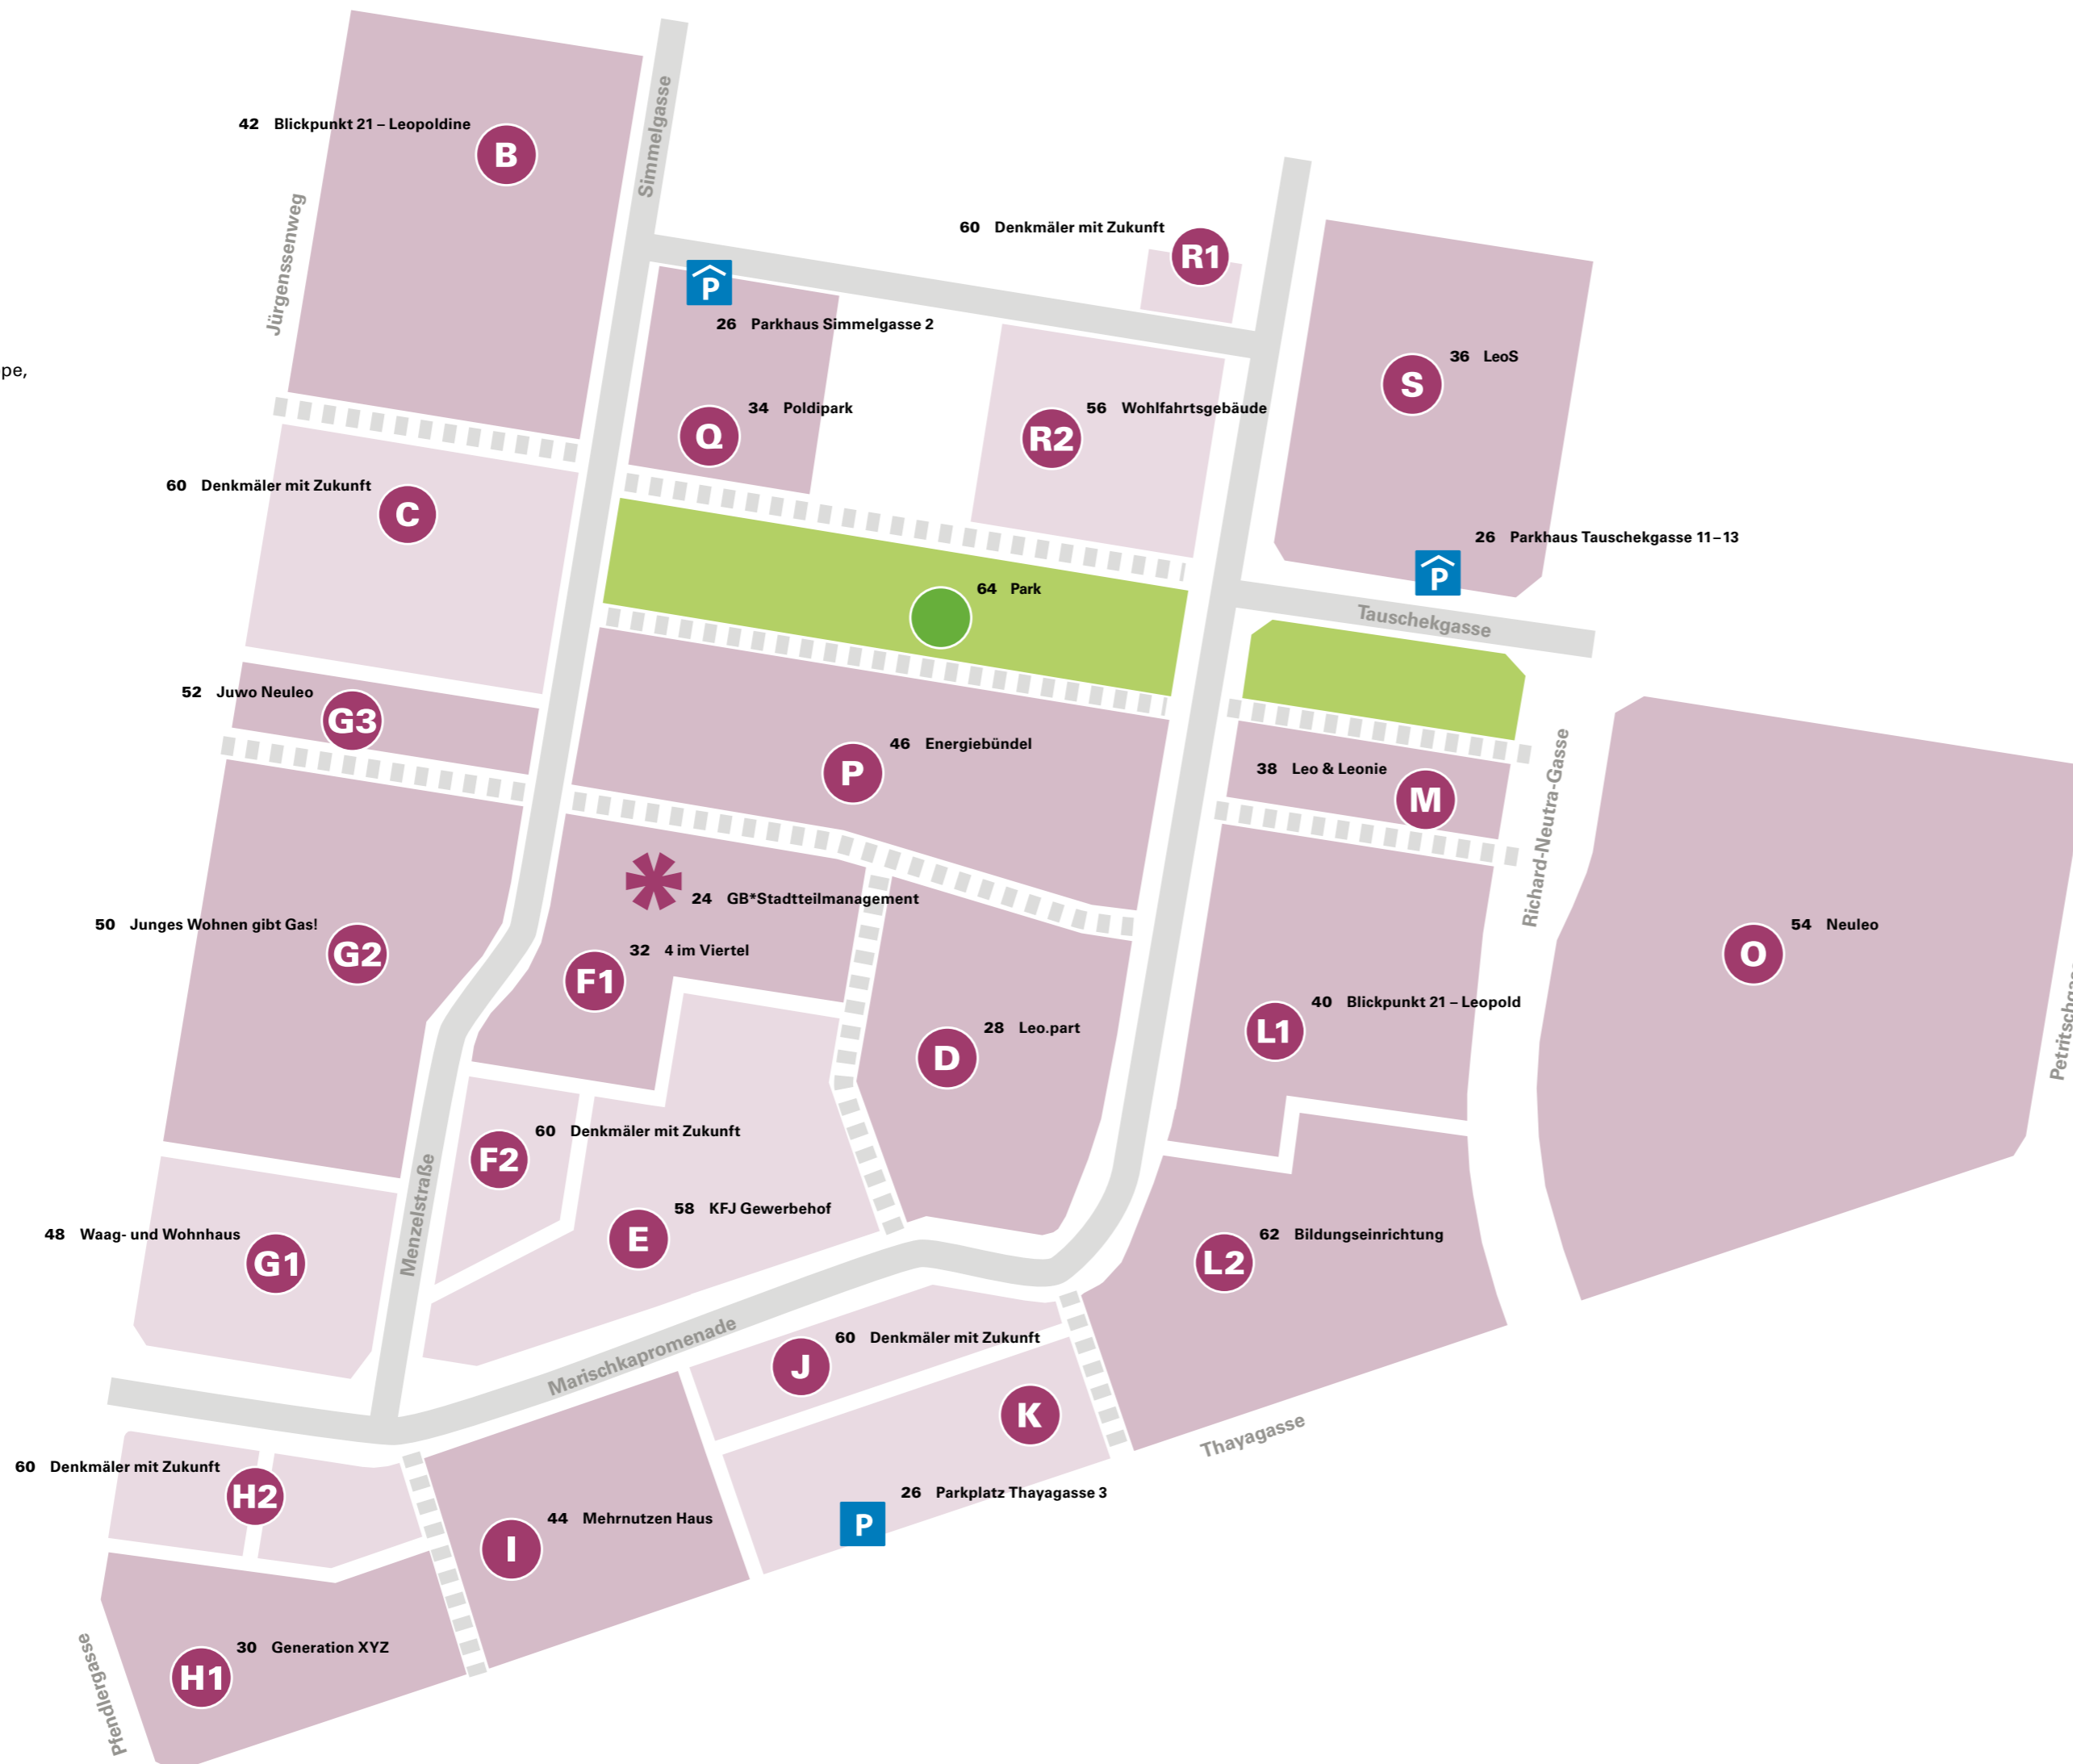 Simmelgasse
42 Blickpunkt 21 – Leopoldine
B
Jürgenssenweg
60 Denkmäler mit Zukunft
R1
P
26 Parkhaus Simmelgasse 2
36 LeoS
S
pe,
34 Poldipark
Q
56 Wohlfahrtsgebäude
R2
60 Denkmäler mit Zukunft
C
26 Parkhaus Tauschekgasse 11–13
P
64 Park
Tauschekgasse
52 Juwo Neuleo
G3
46 Energiebündel
P
38 Leo & Leonie
M
Richard-Neutra-Gasse
24 GB*Stadtteilmanagement
50 Junges Wohnen gibt Gas!
G2
32 4 im Viertel
F1
54 Neuleo
O
40 Blickpunkt 21 – Leopold
L1
28 Leo.part
D
Petritschgas
60 Denkmäler mit Zukunft
F2
Menzelstraße
58 KFJ Gewerbehof
E
48 Waag- und Wohnhaus
G1
62 Bildungseinrichtung
L2
Marischkapromenade
60 Denkmäler mit Zukunft
J
K
Thayagasse
60 Denkmäler mit Zukunft
H2
26 Parkplatz Thayagasse 3
P
44 Mehrnutzen Haus
I
30 Generation XYZ
H1
Pfendlergasse